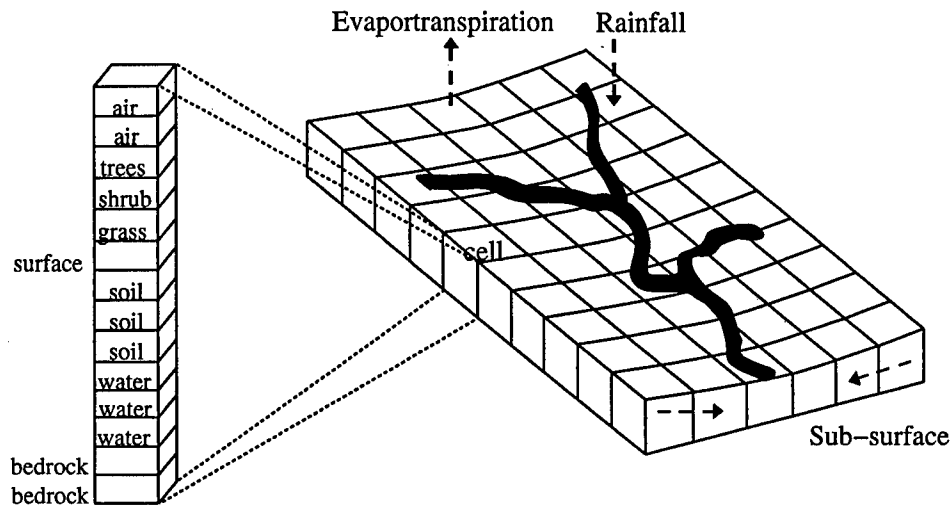 Evaportranspiration
Rainfall
air
air
trees
shrub
grass
surface
soil
soil
soil
water
water
water
bedrock
bedrock
cell
Sub-surface